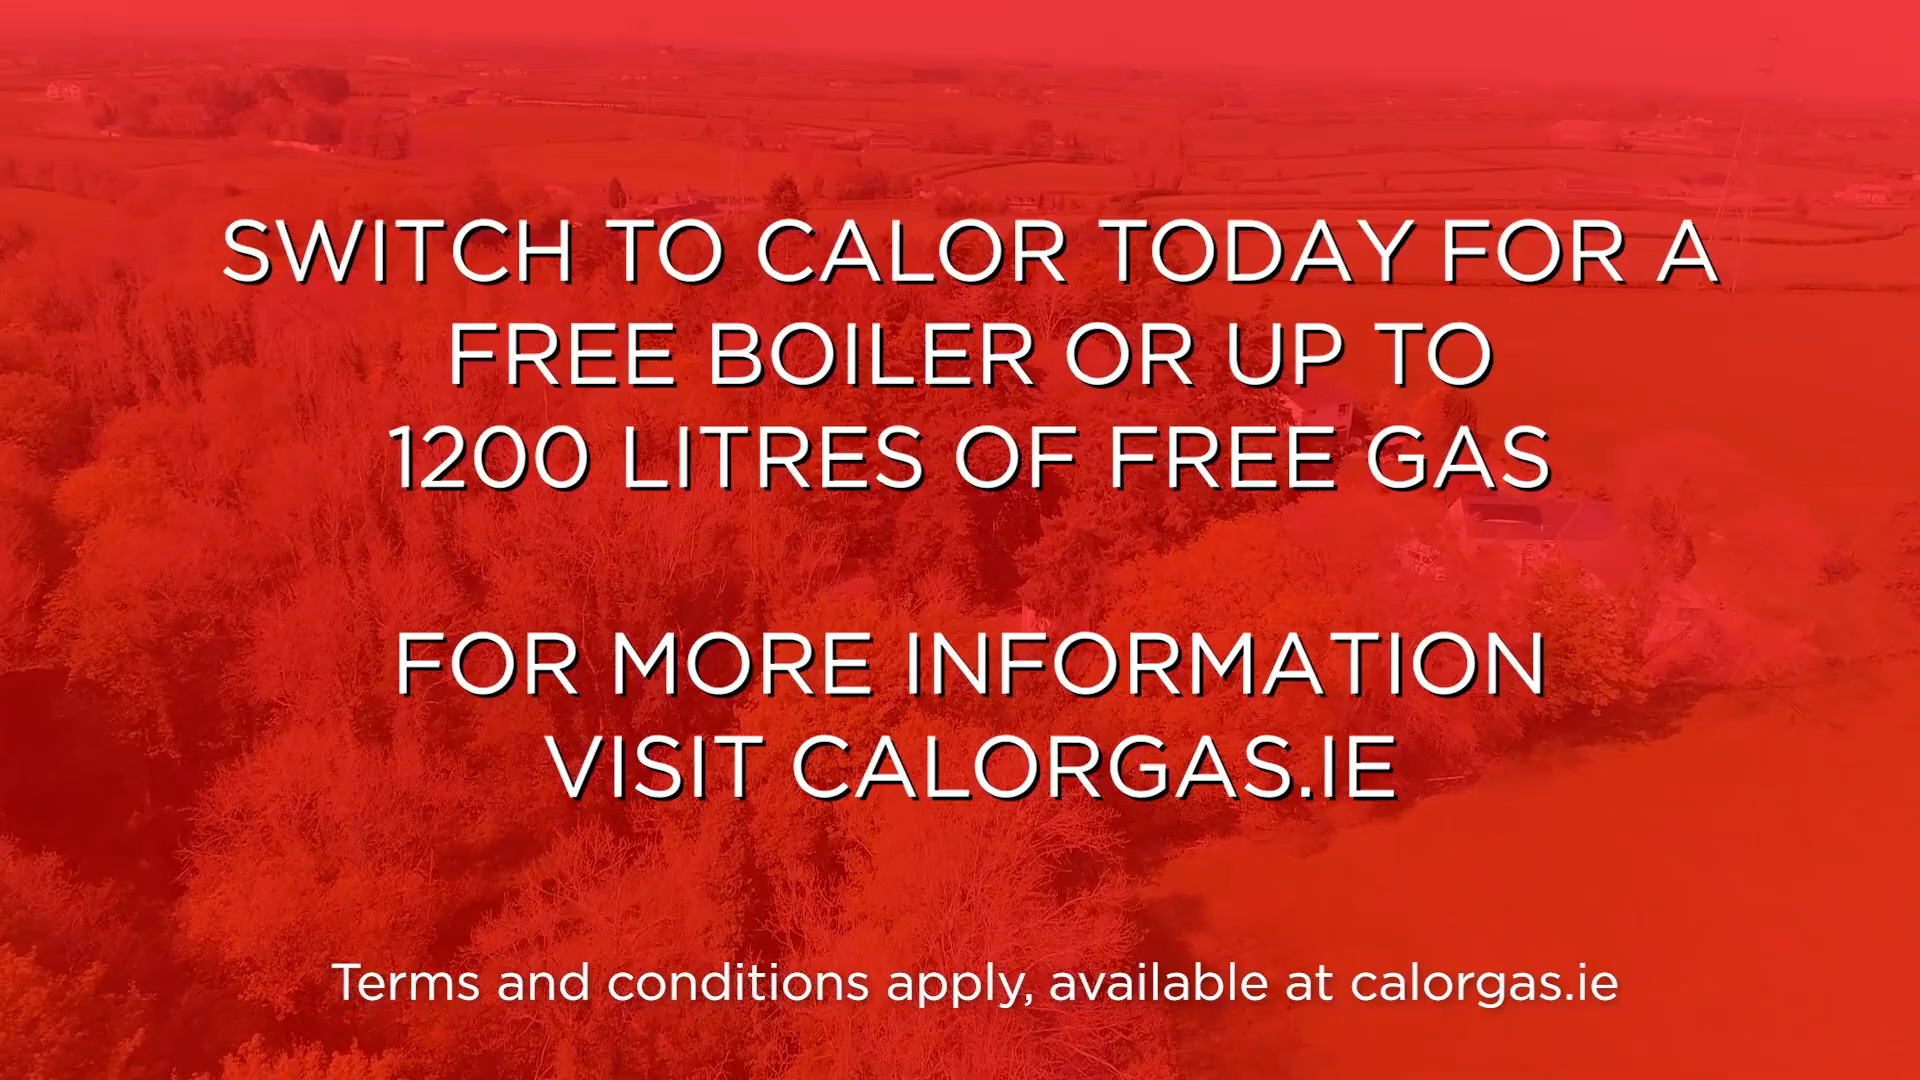 SWITCH TO CALOR TODAY FOR A
FREE BOILER OR UP TO
1200 LITRES OF FREE GAS
FOR MORE INFORMATION
VISIT CALORGAS.IE
Terms and conditions apply, available at calorgas.ie